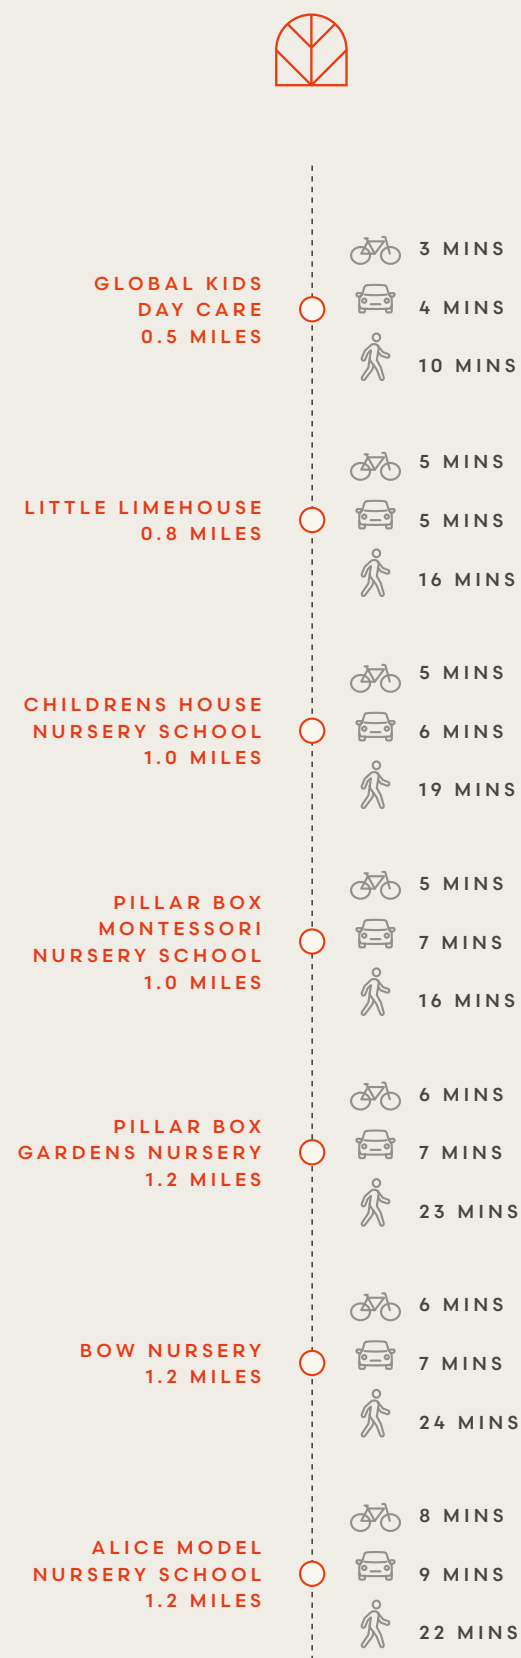 GLOBAL KIDS
DAY CARE
0.5 MILES
3 MINS
4 MINS
10 MINS
LITTLE LIMEHOUSE
0.8 MILES
5 MINS
5 MINS
16 MINS
CHILDRENS HOUSE
NURSERY SCHOOL
1.0 MILES
5 MINS
6 MINS
19 MINS
PILLAR BOX
MONTESSORI
NURSERY SCHOOL
1.0 MILES
5 MINS
7 MINS
16 MINS
PILLAR BOX
GARDENS NURSERY
1.2 MILES
6 MINS
7 MINS
23 MINS
BOW NURSERY
1.2 MILES
6 MINS
7 MINS
24 MINS
ALICE MODEL
NURSERY SCHOOL
1.2 MILES
8 MINS
9 MINS
22 MINS